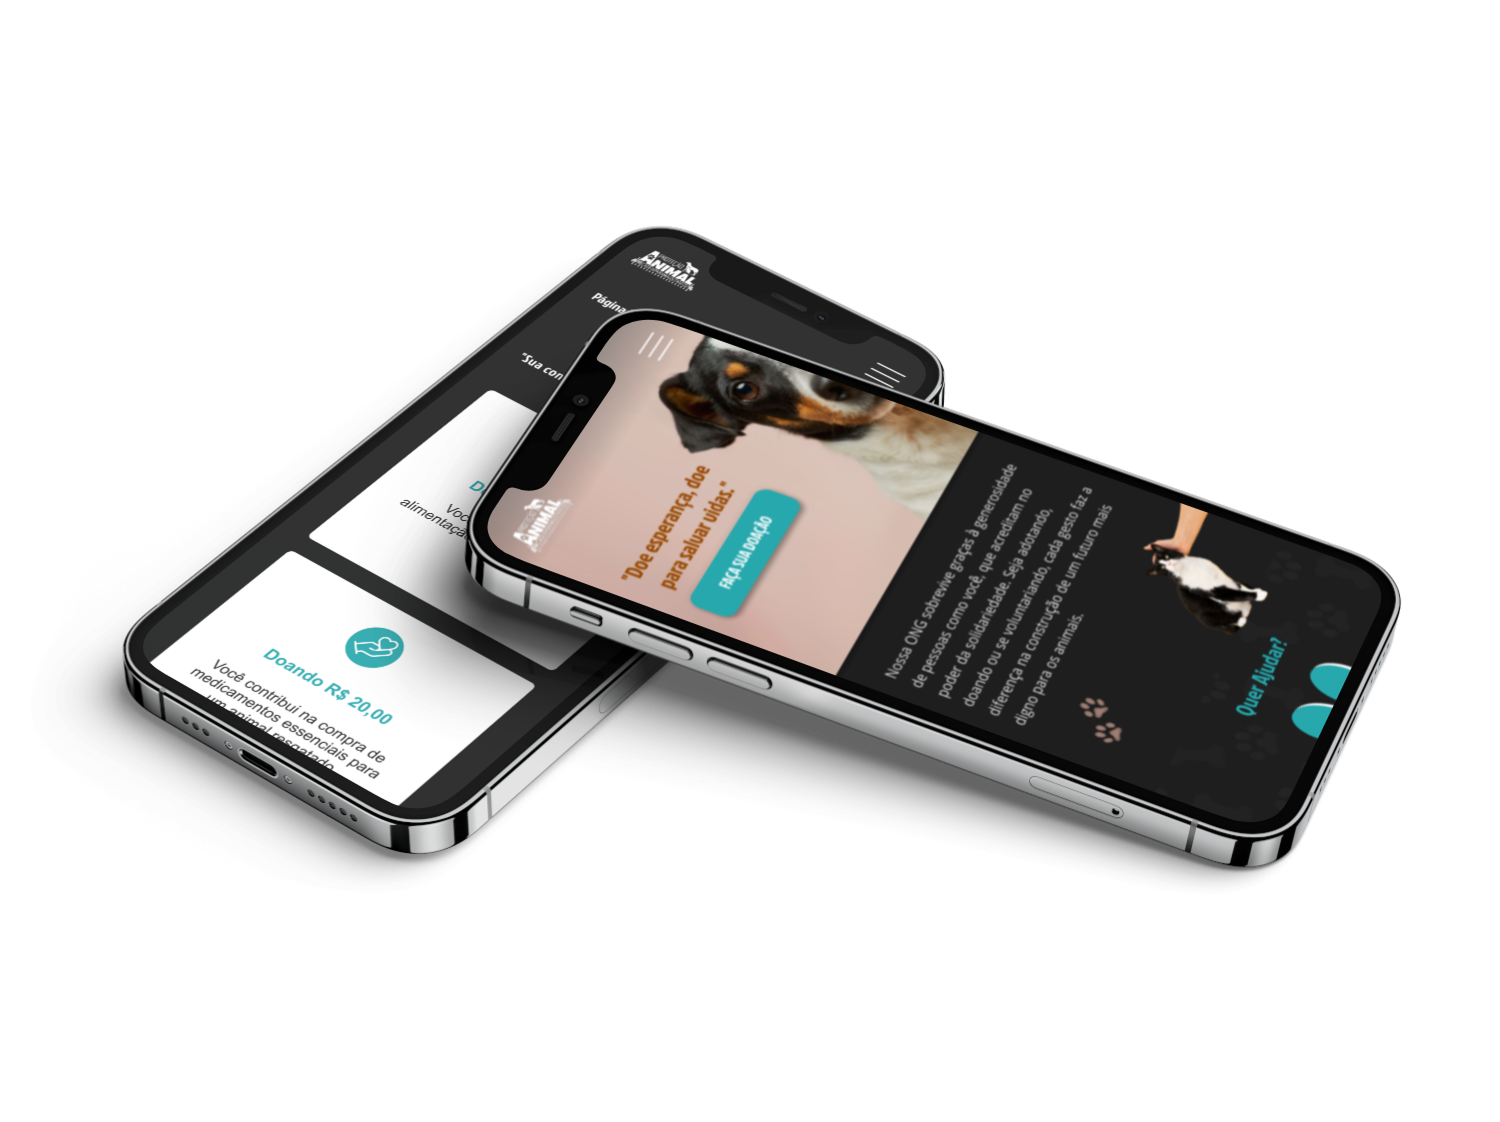 PROTEÇÃO
ANIMAL
Página
"Sua con
D
Voc
alimentaçã
Doando R$ 20,00
Você contribui na compra de
medicamentos essenciais para
um animal resgatado
ANIMAL
"Doe esperança, doe
para salvar vidas."
FAÇA SUA DOAÇÃO
Nossa ONG sobrevive graças à generosidade
de pessoas como você, que acreditam no
poder da solidariedade. Seja adotando,
doando ou se voluntariando, cada gesto faz a
diferença na construção de um futuro mais
digno para os animais.
Quer Ajudar?